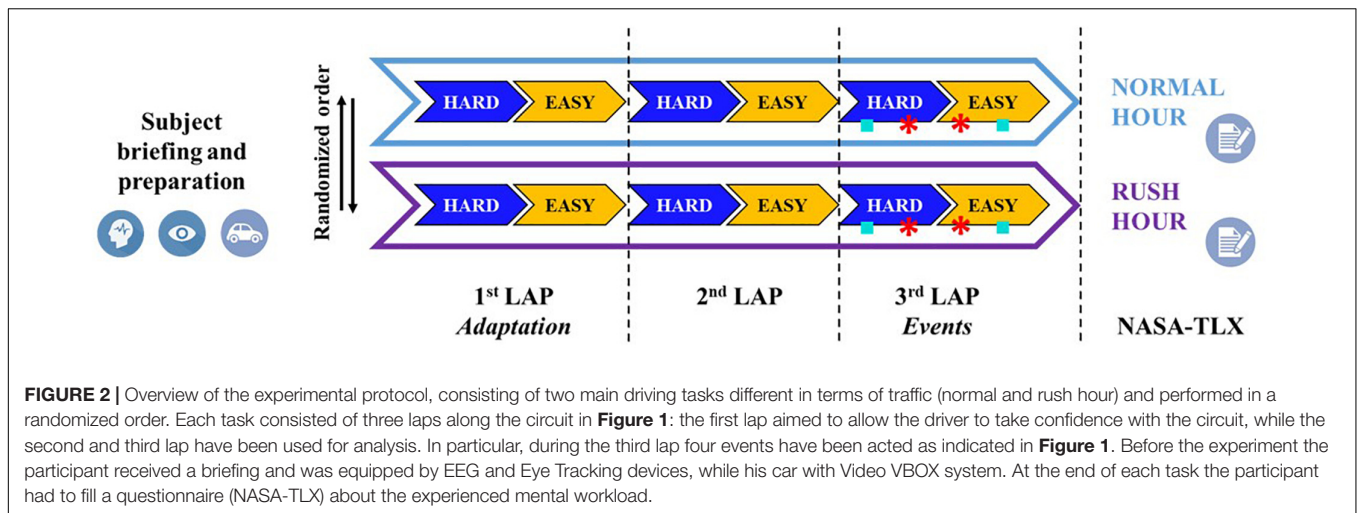 Subject
briefing and
preparation
Randomized order
HARD EASY HARD EASY HARD EASY
NORMAL
HOUR
HARD EASY HARD EASY HARD EASY
RUSH
HOUR
1st LAP
Adaptation
2nd LAP
3rd LAP
Events
NASA-TLX
FIGURE 2 | Overview of the experimental protocol, consisting of two main driving tasks different in terms of traffic (normal and rush hour) and performed in a
randomized order. Each task consisted of three laps along the circuit in Figure 1: the first lap aimed to allow the driver to take confidence with the circuit, while the
second and third lap have been used for analysis. In particular, during the third lap four events have been acted as indicated in Figure 1. Before the experiment the
participant received a briefing and was equipped by EEG and Eye Tracking devices, while his car with Video VBOX system. At the end of each task the participant
had to fill a questionnaire (NASA-TLX) about the experienced mental workload.